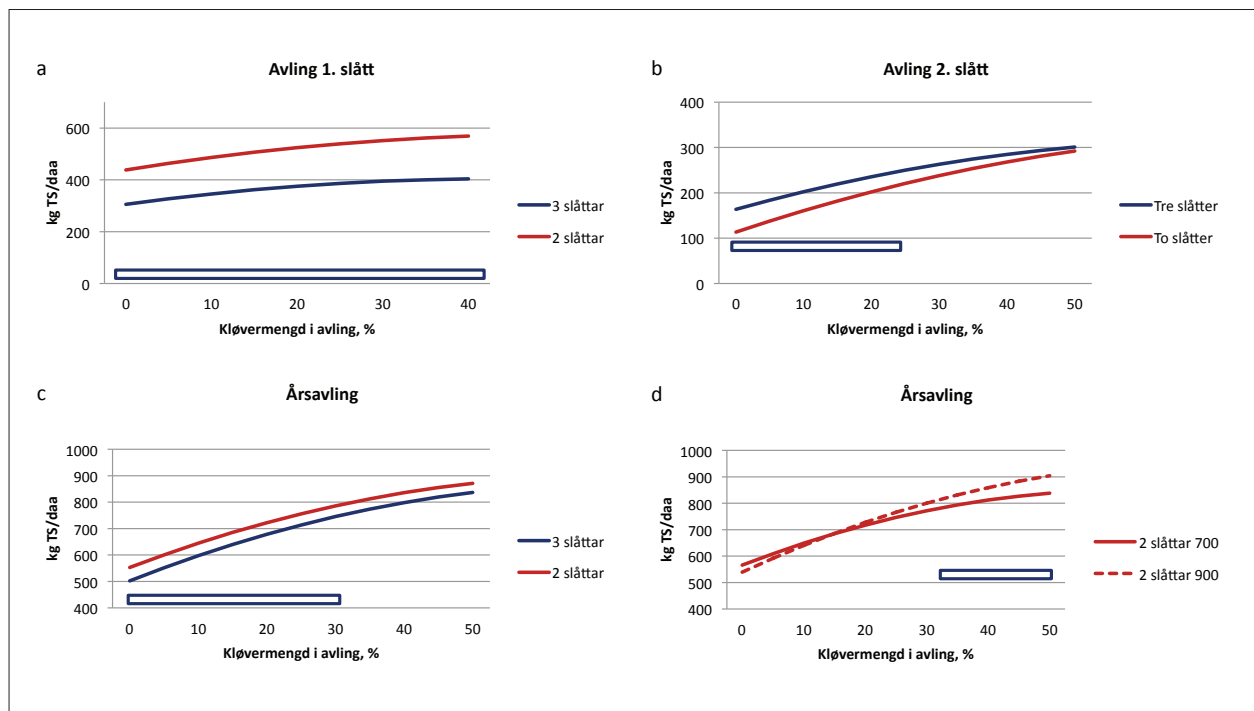 a
Avling 1. slått
kg TS/daa
600
400
200
0
0 10 20 30 40
Kløvermengd i avling, %
3 slåttar
2 slåttar
b
Avling 2. slått
kg TS/daa
400
300
200
100
0
0 10 20 30 40 50
Kløvermengd i avling, %
Tre slåtter
To slåtter
c
Årsavling
kg TS/daa
1000
900
800
700
600
500
400
0 10 20 30 40 50
Kløvermengd i avling, %
3 slåttar
2 slåttar
d
Årsavling
kg TS/daa
1000
900
800
700
600
500
400
0 10 20 30 40 50
Kløvermengd i avling, %
2 slåttar 700
2 slåttar 900